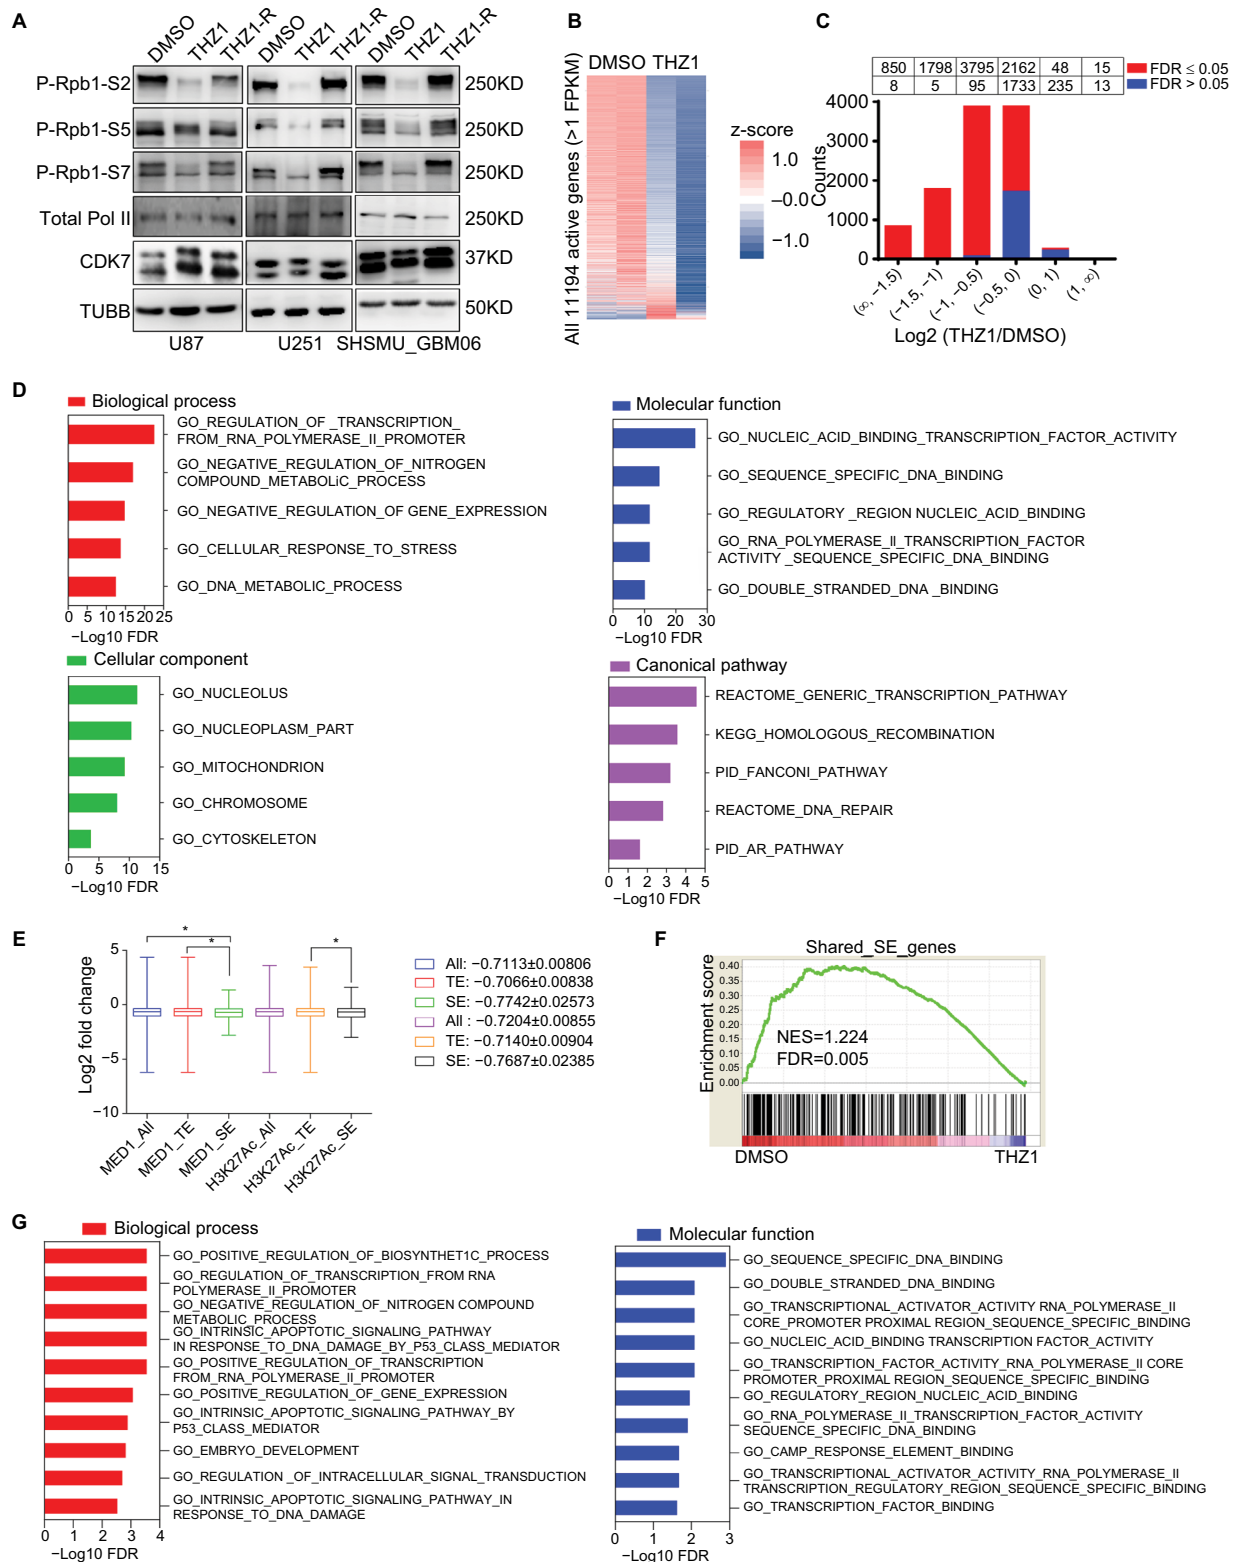 A
DMSO
THZ1
THZ1-R
DMSO
THZ1
THZ1-R
DMSO
THZ1
THZ1-R
P-Rpb1-S2
250KD
P-Rpb1-S5
250KD
P-Rpb1-S7
250KD
Total Pol II
250KD
CDK7
37KD
TUBB
50KD
U87
U251
SHSMU_GBM06
B
DMSO THZ1
All 11194 active genes (>1 FPKM)
z-score
1.0
−0.0
−1.0
C
850 1798 3795 2162 48 15
8 5 95 1733 235 13
FDR ≤ 0.05
FDR > 0.05
Counts
4000
3000
2000
1000
0
(∞, −1.5)
(−1.5, −1)
(−1, −0.5)
(−0.5, 0)
(0, 1)
(1, ∞)
Log2 (THZ1/DMSO)
D
Biological process
GO_REGULATION_OF _TRANSCRIPTION_
FROM_RNA_POLYMERASE_II_PROMOTER
GO_NEGATIVE_REGULATION_OF_NITROGEN
COMPOUND_METABOLiC_PROCESS
GO_NEGATIVE_REGULATION_OF GENE_EXPRESSION
GO_CELLULAR_RESPONSE_TO_STRESS
GO_DNA_METABOLIC_PROCESS
0 5 10 15 20 25
−Log10 FDR
Molecular function
GO_NUCLEIC_ACID_BINDING_TRANSCRIPTION_FACTOR_ACTIVITY
GO_SEQUENCE_SPECIFIC_DNA_BINDING
GO_REGULATORY _REGION NUCLEIC_ACID_BINDING
GO_RNA_POLYMERASE_II_TRANSCRIPTION_FACTOR
ACTIVITY _SEQUENCE_SPECIFIC_DNA_BINDING
GO_DOUBLE_STRANDED_DNA _BINDING
0 10 20 30
−Log10 FDR
Cellular component
GO_NUCLEOLUS
GO_NUCLEOPLASM_PART
GO_MITOCHONDRION
GO_CHROMOSOME
GO_CYTOSKELETON
0 5 10 15
−Log10 FDR
Canonical pathway
REACTOME_GENERIC_TRANSCRIPTION_PATHWAY
KEGG_HOMOLOGOUS_RECOMBINATION
PID_FANCONI_PATHWAY
REACTOME_DNA_REPAIR
PID_AR_PATHWAY
0 1 2 3 4 5
−Log10 FDR
E
Log2 fold change
5
0
−5
−10
*
*
*
MED1_All
MED1_TE
MED1_SE
H3K27Ac_All
H3K27Ac_TE
H3K27Ac_SE
All: −0.7113±0.00806
TE: −0.7066±0.00838
SE: −0.7742±0.02573
All : −0.7204±0.00855
TE: −0.7140±0.00904
SE: −0.7687±0.02385
F
Shared_SE_genes
Enrichment score
0.40
0.35
0.30
0.25
0.20
0.15
0.10
0.05
0.00
NES=1.224
FDR=0.005
DMSO
THZ1
G
Biological process
GO_POSITIVE_REGULATION_OF_BIOSYNTHET1C_PROCESS
GO_REGULATION_OF_TRANSCRIPTION_FROM RNA
POLYMERASE_II_PROMOTER
GO_NEGATIVE_REGULATION_OF_NITROGEN COMPOUND
METABOLIC_PROCESS
GO_INTRINSIC_APOPTOTIC_SIGNALING_PATHWAY
IN RESPONSE_TO_DNA_DAMAGE_BY_P53_CLASS_MEDIATOR
GO_POSITIVE_REGULATION_OF_TRANSCRIPTION
FROM_RNA_POLYMERASE_II_PROMOTER
GO_POSITIVE_REGULATION_OF_GENE_EXPRESSION
GO_INTRINSIC_APOPTOTIC_SIGNALING_PATHWAY_BY
P53_CLASS_MEDIATOR
GO_EMBRYO_DEVELOPMENT
GO_REGULATION _OF_INTRACELLULAR_SIGNAL_TRANSDUCTION
GO_INTRINSIC_APOPTOTIC_SIGNALING_PATHWAY_IN
RESPONSE_TO_DNA_DAMAGE
0 1 2 3 4
−Log10 FDR
Molecular function
GO_SEQUENCE_SPECIFIC_DNA_BINDING
GO_DOUBLE_STRANDED_DNA_BINDING
GO_TRANSCRIPTIONAL_ACTIVATOR_ACTIVITY RNA_POLYMERASE_II
CORE_PROMOTER PROXIMAL REGION_SEQUENCE_SPECIFIC_BINDING
GO_NUCLEIC_ACID_BINDING TRANSCRIPTION FACTOR_ACTIVITY
GO_TRANSCRIPTION_FACTOR_ACTIVITY_RNA_POLYMERASE_II CORE
PROMOTER_PROXIMAL REGION_SEQUENCE_SPECIFIC_BINDING
GO_REGULATORY_REGION_NUCLEIC_ACID_BINDING
GO_RNA_POLYMERASE_II_TRANSCRIPTION_FACTOR_ACTIVITY
SEQUENCE_SPECIFIC_DNA_BINDING
GO_CAMP_RESPONSE_ELEMENT_BINDING
GO_TRANSCRIPTIONAL_ACTIVATOR_ACTIVITY_RNA_POLYMERASE_II
TRANSCRIPTION_REGULATORY_REGION_SEQUENCE_SPECIFIC_BINDING
GO_TRANSCRIPTION_FACTOR_BINDING
0 1 2 3
−Log10 FDR